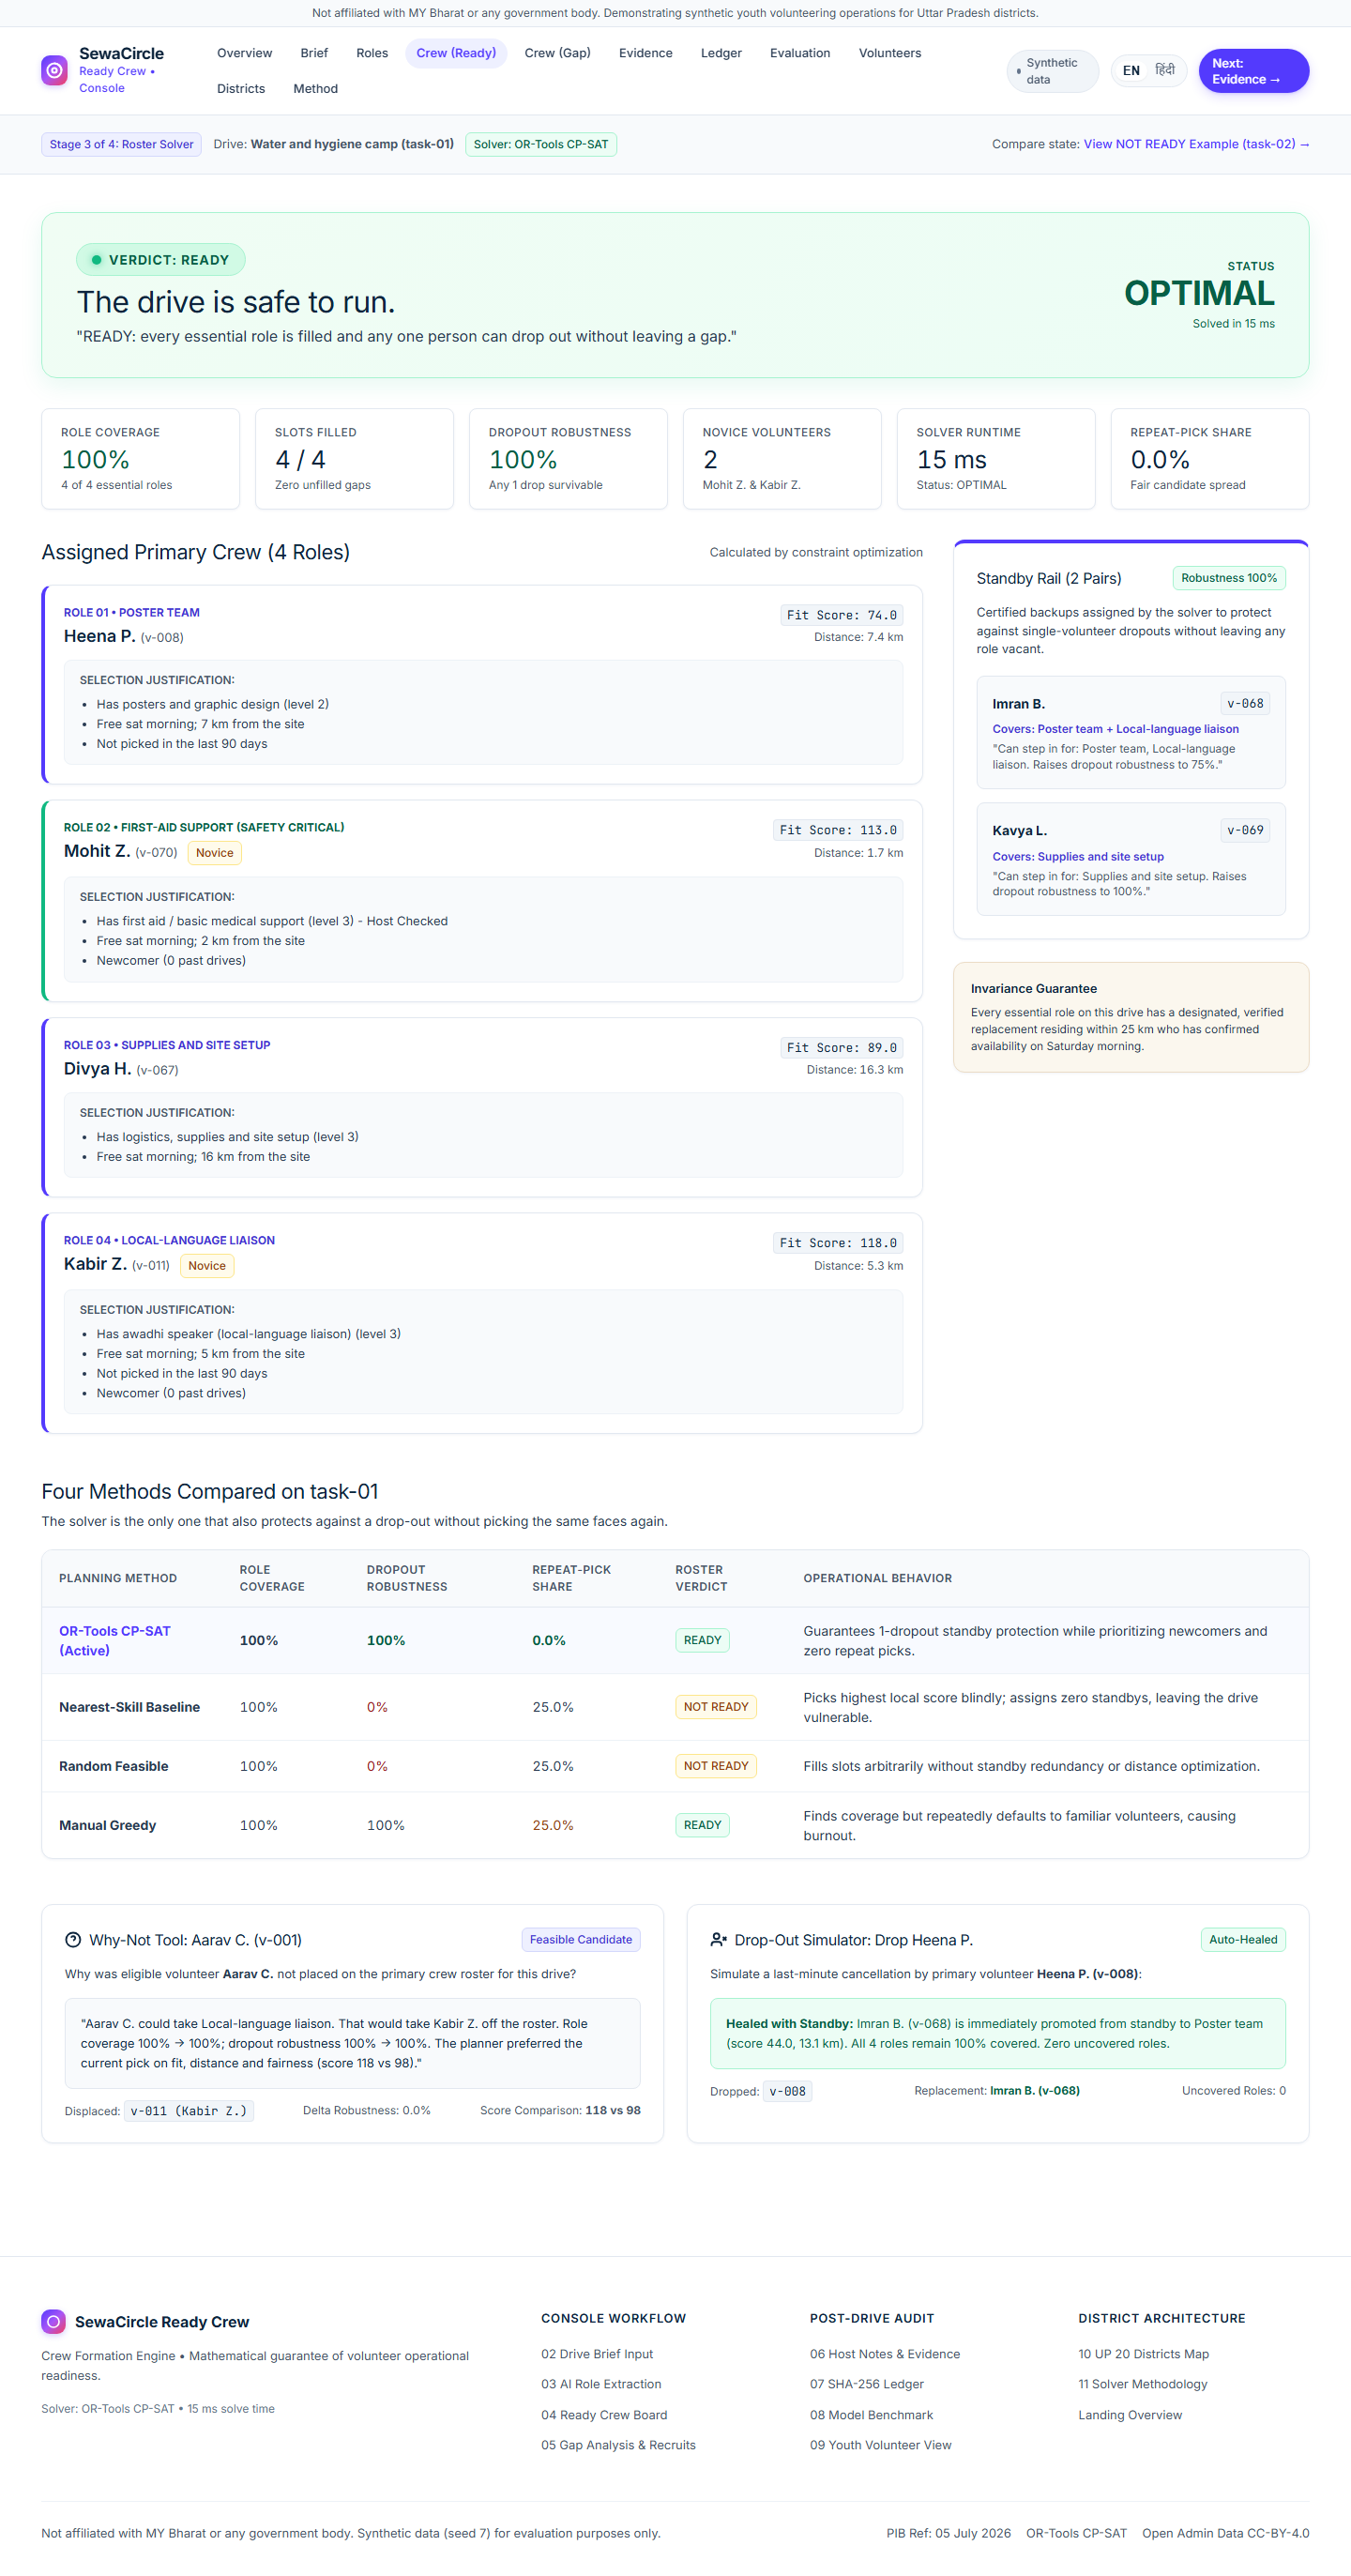 Not affiliated with MY Bharat or any government body. Demonstrating synthetic youth volunteering operations for Uttar Pradesh districts.
SewaCircle
Ready Crew •
Console
Overview
Brief
Roles
Crew (Ready)
Crew (Gap)
Evidence
Ledger
Evaluation
Volunteers
Districts
Method
Synthetic
data
EN
हिंदी
Next:
Evidence →
Stage 3 of 4: Roster Solver
Drive: Water and hygiene camp (task-01)
Solver: OR-Tools CP-SAT
Compare state: View NOT READY Example (task-02) →
VERDICT: READY
The drive is safe to run.
"READY: every essential role is filled and any one person can drop out without leaving a gap."
STATUS
OPTIMAL
Solved in 15 ms
ROLE COVERAGE
100%
4 of 4 essential roles
SLOTS FILLED
4 / 4
Zero unfilled gaps
DROPOUT ROBUSTNESS
100%
Any 1 drop survivable
NOVICE VOLUNTEERS
2
Mohit Z. & Kabir Z.
SOLVER RUNTIME
15 ms
Status: OPTIMAL
REPEAT-PICK SHARE
0.0%
Fair candidate spread
Assigned Primary Crew (4 Roles)
Calculated by constraint optimization
ROLE 01 • POSTER TEAM
Heena P. (v-008)
Fit Score: 74.0
Distance: 7.4 km
SELECTION JUSTIFICATION:
• Has posters and graphic design (level 2)
• Free sat morning; 7 km from the site
• Not picked in the last 90 days
ROLE 02 • FIRST-AID SUPPORT (SAFETY CRITICAL)
Mohit Z. (v-070) Novice
Fit Score: 113.0
Distance: 1.7 km
SELECTION JUSTIFICATION:
• Has first aid / basic medical support (level 3) - Host Checked
• Free sat morning; 2 km from the site
• Newcomer (0 past drives)
ROLE 03 • SUPPLIES AND SITE SETUP
Divya H. (v-067)
Fit Score: 89.0
Distance: 16.3 km
SELECTION JUSTIFICATION:
• Has logistics, supplies and site setup (level 3)
• Free sat morning; 16 km from the site
ROLE 04 • LOCAL-LANGUAGE LIAISON
Kabir Z. (v-011) Novice
Fit Score: 118.0
Distance: 5.3 km
SELECTION JUSTIFICATION:
• Has awadhi speaker (local-language liaison) (level 3)
• Free sat morning; 5 km from the site
• Not picked in the last 90 days
• Newcomer (0 past drives)
Standby Rail (2 Pairs)
Robustness 100%
Certified backups assigned by the solver to protect
against single-volunteer dropouts without leaving any
role vacant.
Imran B.
v-068
Covers: Poster team + Local-language liaison
"Can step in for: Poster team, Local-language
liaison. Raises dropout robustness to 75%."
Kavya L.
v-069
Covers: Supplies and site setup
"Can step in for: Supplies and site setup. Raises
dropout robustness to 100%."
Invariance Guarantee
Every essential role on this drive has a designated, verified
replacement residing within 25 km who has confirmed
availability on Saturday morning.
Four Methods Compared on task-01
The solver is the only one that also protects against a drop-out without picking the same faces again.
PLANNING METHOD
ROLE
COVERAGE
DROPOUT
ROBUSTNESS
REPEAT-PICK
SHARE
ROSTER
VERDICT
OPERATIONAL BEHAVIOR
OR-Tools CP-SAT
(Active)
100%
100%
0.0%
READY
Guarantees 1-dropout standby protection while prioritizing newcomers and
zero repeat picks.
Nearest-Skill Baseline
100%
0%
25.0%
NOT READY
Picks highest local score blindly; assigns zero standbys, leaving the drive
vulnerable.
Random Feasible
100%
0%
25.0%
NOT READY
Fills slots arbitrarily without standby redundancy or distance optimization.
Manual Greedy
100%
100%
25.0%
READY
Finds coverage but repeatedly defaults to familiar volunteers, causing
burnout.
Why-Not Tool: Aarav C. (v-001)
Feasible Candidate
Why was eligible volunteer Aarav C. not placed on the primary crew roster for this drive?
"Aarav C. could take Local-language liaison. That would take Kabir Z. off the roster. Role
coverage 100% → 100%; dropout robustness 100% → 100%. The planner preferred the
current pick on fit, distance and fairness (score 118 vs 98)."
Displaced: v-011 (Kabir Z.)
Delta Robustness: 0.0%
Score Comparison: 118 vs 98
Drop-Out Simulator: Drop Heena P.
Auto-Healed
Simulate a last-minute cancellation by primary volunteer Heena P. (v-008):
Healed with Standby: Imran B. (v-068) is immediately promoted from standby to Poster team
(score 44.0, 13.1 km). All 4 roles remain 100% covered. Zero uncovered roles.
Dropped: v-008
Replacement: Imran B. (v-068)
Uncovered Roles: 0
SewaCircle Ready Crew
Crew Formation Engine • Mathematical guarantee of volunteer operational
readiness.
Solver: OR-Tools CP-SAT • 15 ms solve time
CONSOLE WORKFLOW
02 Drive Brief Input
03 AI Role Extraction
04 Ready Crew Board
05 Gap Analysis & Recruits
POST-DRIVE AUDIT
06 Host Notes & Evidence
07 SHA-256 Ledger
08 Model Benchmark
09 Youth Volunteer View
DISTRICT ARCHITECTURE
10 UP 20 Districts Map
11 Solver Methodology
Landing Overview
Not affiliated with MY Bharat or any government body. Synthetic data (seed 7) for evaluation purposes only.
PIB Ref: 05 July 2026
OR-Tools CP-SAT
Open Admin Data CC-BY-4.0